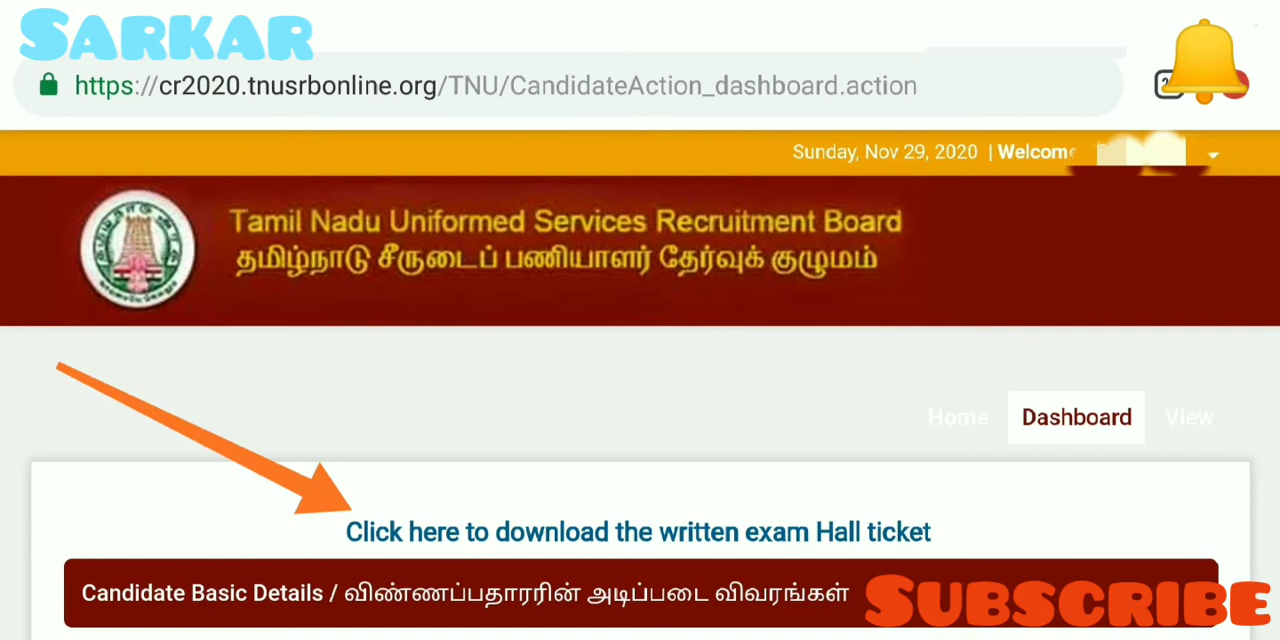 SARKAR
https://cr2020.tnusrbonline.org/TNU/CandidateAction_dashboard.action
Sunday, Nov 29, 2020 | Welcome
Tamil Nadu Uniformed Services Recruitment Board
தமிழ்நாடு சீருடைப் பணியாளர் தேர்வுக் குழுமம்
Home Dashboard View
Click here to download the written exam Hall ticket
Candidate Basic Details / விண்ணப்பதாரரின் அடிப்படை விவரங்கள்
SUBSCRIBE